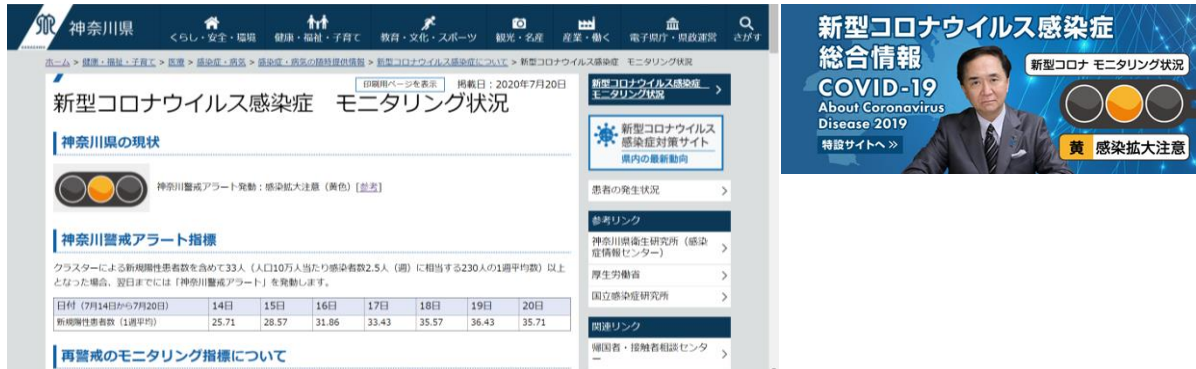 神奈川県
くらし・安全・環境
健康・福祉・子育て
教育・文化・スポーツ
観光・名産
産業・働く
電子県庁・県政運営
さがす
ホーム > 健康・福祉・子育て > 医療 > 感染症・病気 > 感染症・病気の随時提供情報 > 新型コロナウイルス感染症について > 新型コロナウイルス感染症 モニタリング状況
印刷用ページを表示 掲載日：2020年7月20日
新型コロナウイルス感染症 モニタリング状況
神奈川県の現状
神奈川警戒アラート発動：感染拡大注意（黄色）[参考]
神奈川警戒アラート指標
クラスターによる新規陽性患者数を含めて33人（人口10万人当たり感染者数2.5人（週）に相当する230人の1週平均数）以上
となった場合、翌日までには「神奈川警戒アラート」を発動します。
日付（7月14日から7月20日） 14日 15日 16日 17日 18日 19日 20日
新規陽性患者数（1週平均） 25.71 28.57 31.86 33.43 35.57 36.43 35.71
再警戒のモニタリング指標について
新型コロナウイルス感染症
モニタリング状況
新型コロナウイルス
感染症対策サイト
県内の最新動向
患者の発生状況
参考リンク
神奈川県衛生研究所（感染
症情報センター）
厚生労働省
国立感染症研究所
関連リンク
帰国者・接触者相談センタ
ー
新型コロナウイルス感染症
総合情報
COVID-19
About Coronavirus
Disease 2019
特設サイトへ »
新型コロナ モニタリング状況
黄 感染拡大注意